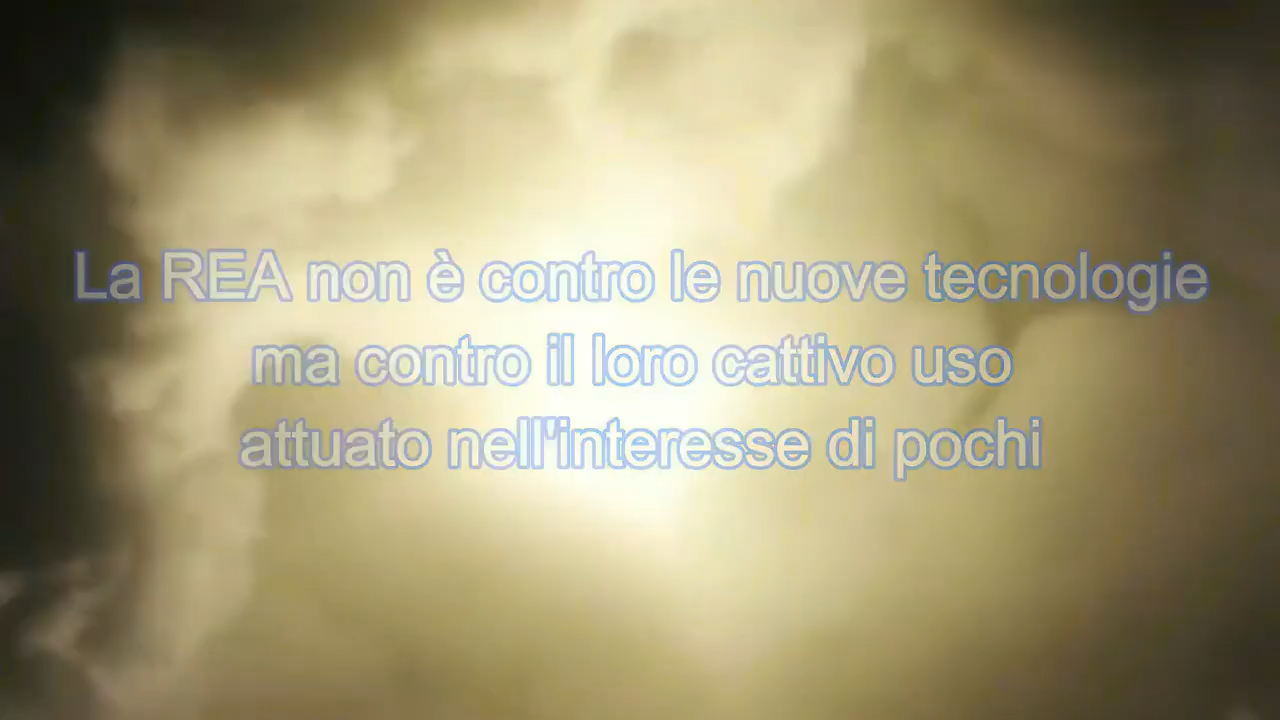 La REA non è contro le nuove tecnologie
ma contro il loro cattivo uso
attuato nell'interesse di pochi